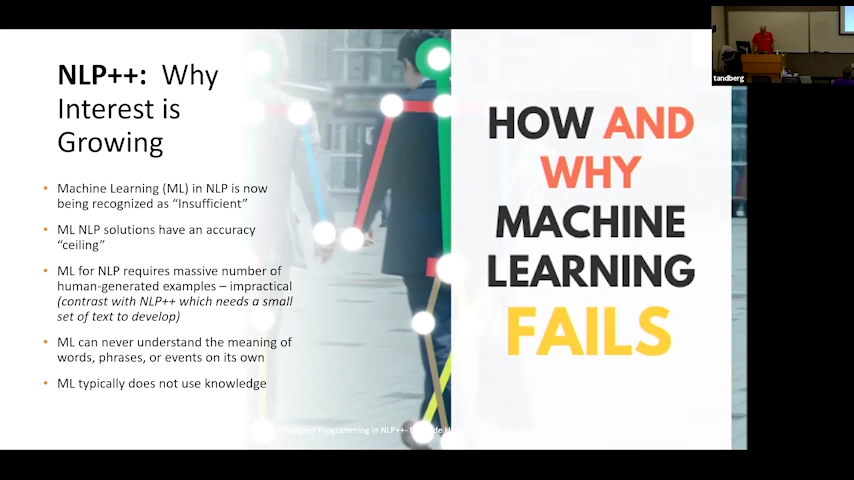 NLP++: Why
Interest is
Growing
• Machine Learning (ML) in NLP is now
being recognized as “Insufficient”
• ML NLP solutions have an accuracy
“ceiling”
• ML for NLP requires massive number of
human-generated examples – impractical
(contrast with NLP++ which needs a small
set of text to develop)
• ML can never understand the meaning of
words, phrases, or events on its own
• ML typically does not use knowledge
HOW AND
WHY
MACHINE
LEARNING
FAILS
Programming in NLP++-
tandberg